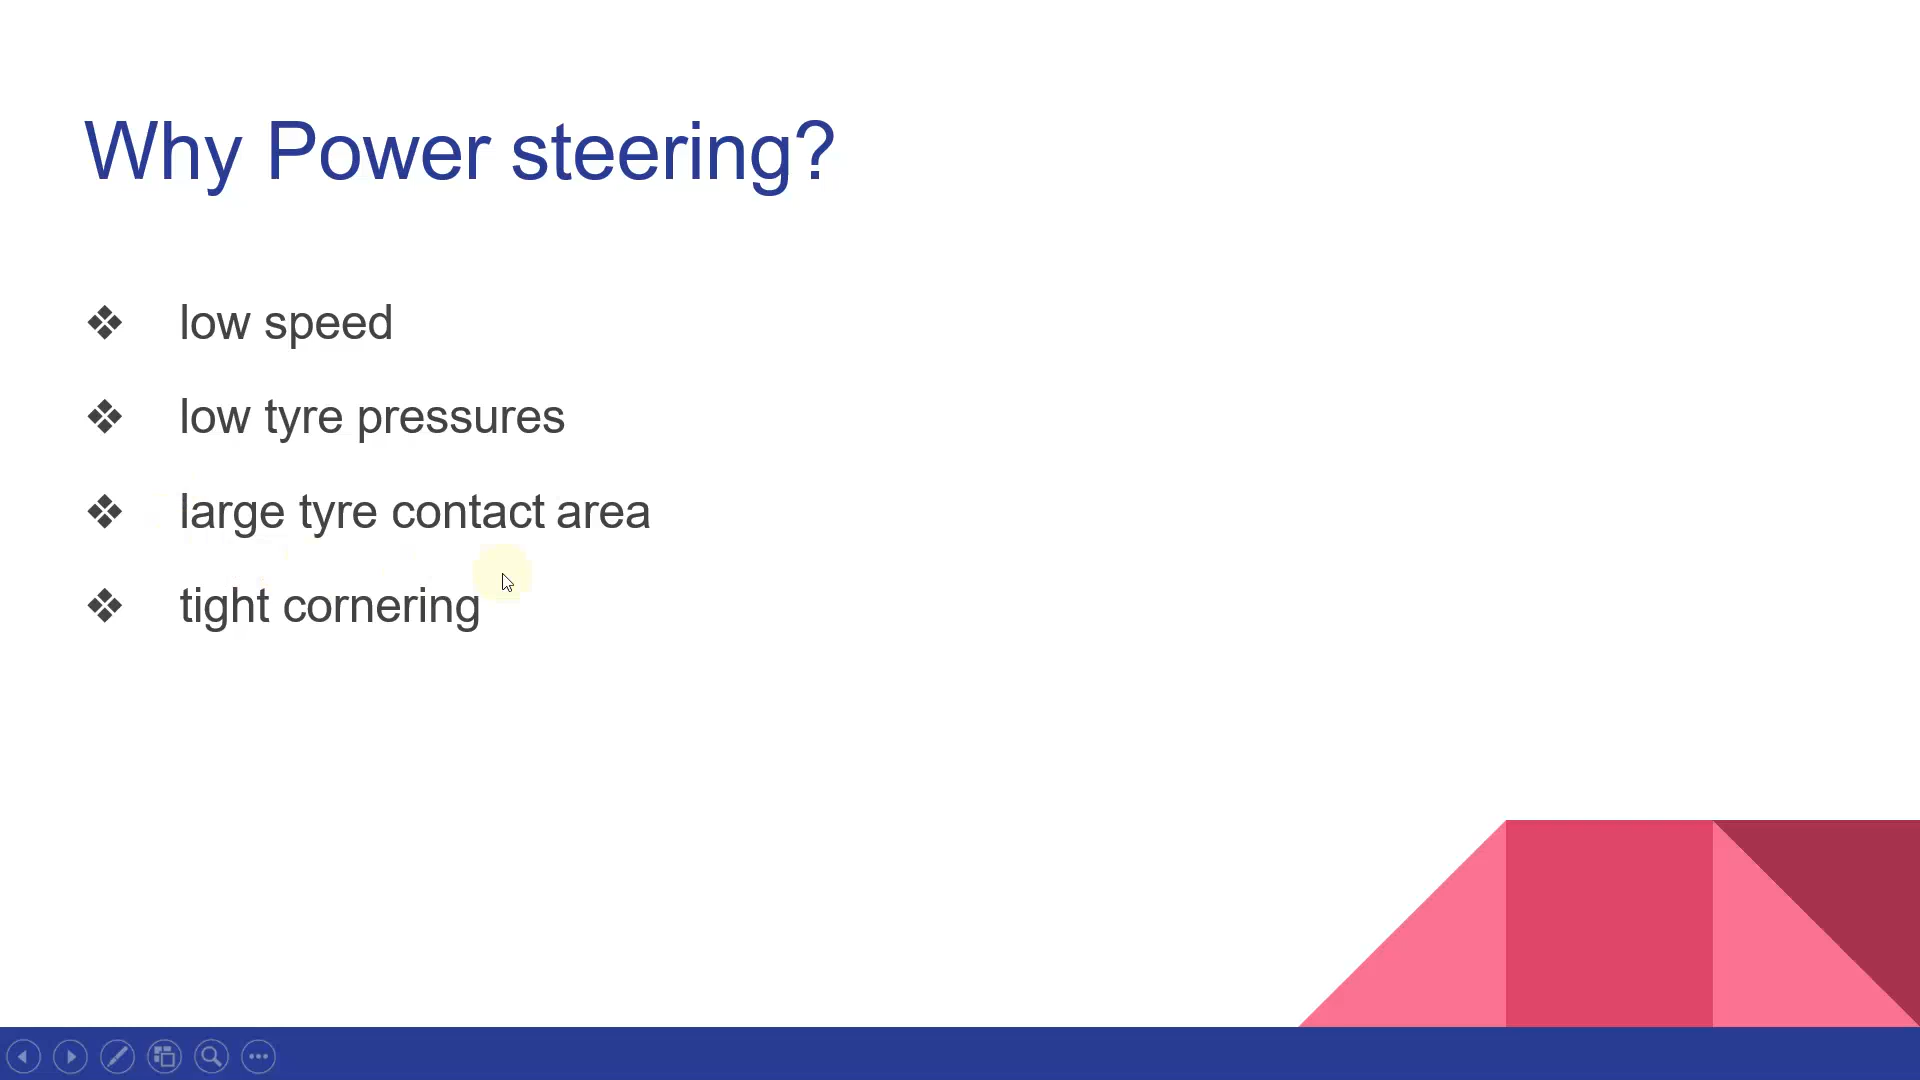 Why Power steering?
❖ low speed
❖ low tyre pressures
❖ large tyre contact area
❖ tight cornering